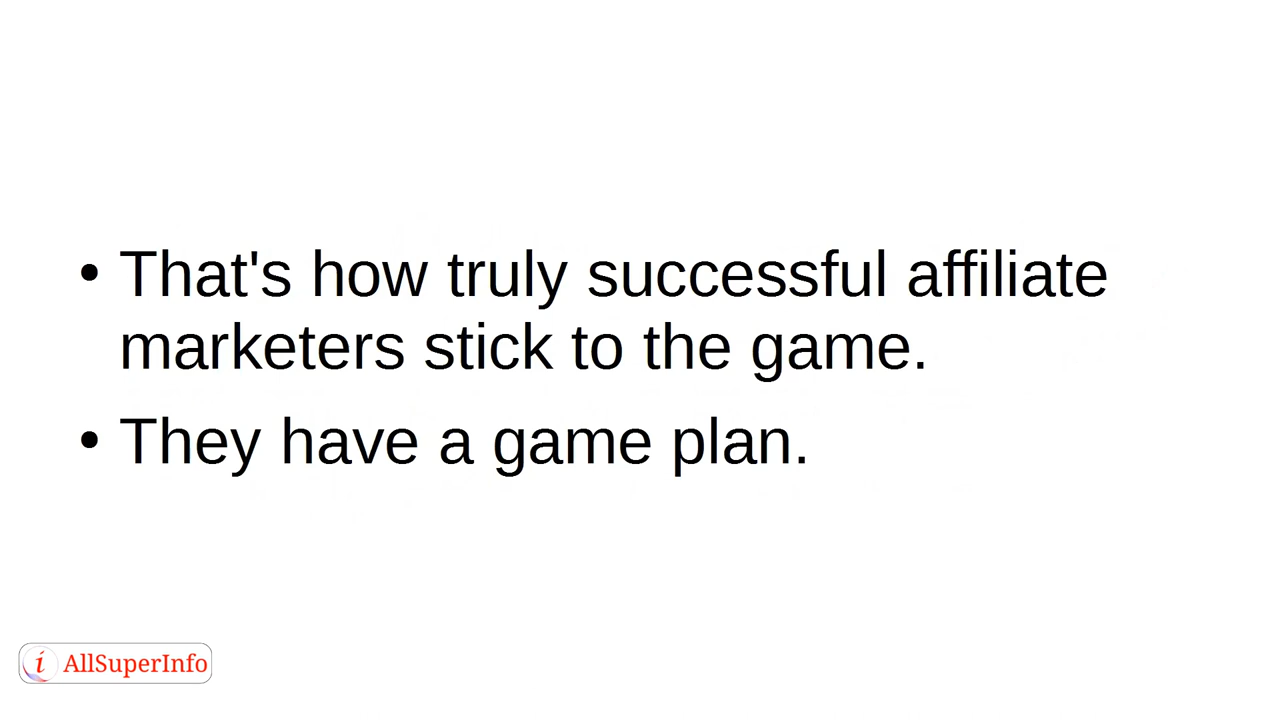 • That's how truly successful affiliate
marketers stick to the game.
• They have a game plan.
i AllSuperInfo